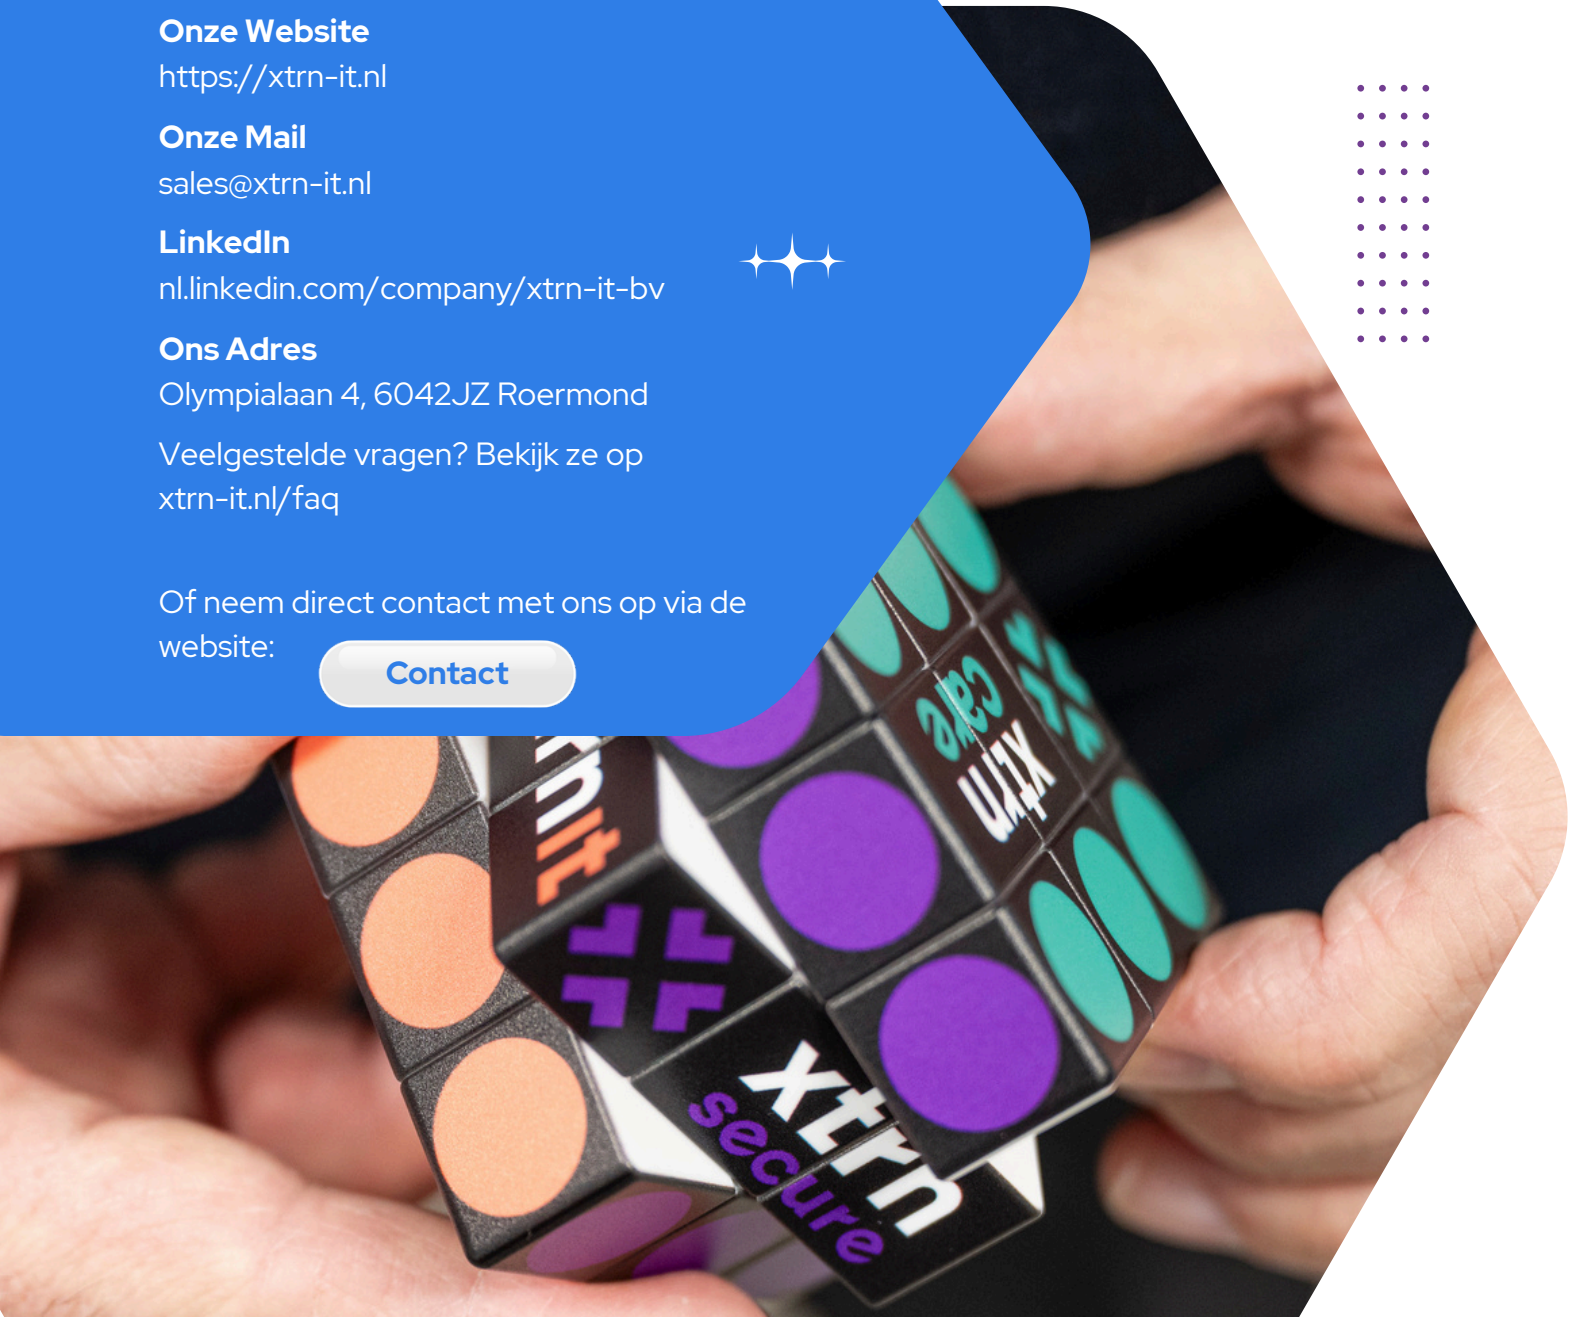 Onze Website
https://xtrn-it.nl
Onze Mail
sales@xtrn-it.nl
LinkedIn
nl.linkedin.com/company/xtrn-it-bv
Ons Adres
Olympialaan 4, 6042JZ Roermond
Veelgestelde vragen? Bekijk ze op
xtrn-it.nl/faq
Of neem direct contact met ons op via de
website:
Contact
care
xtrn
xtrn
secure